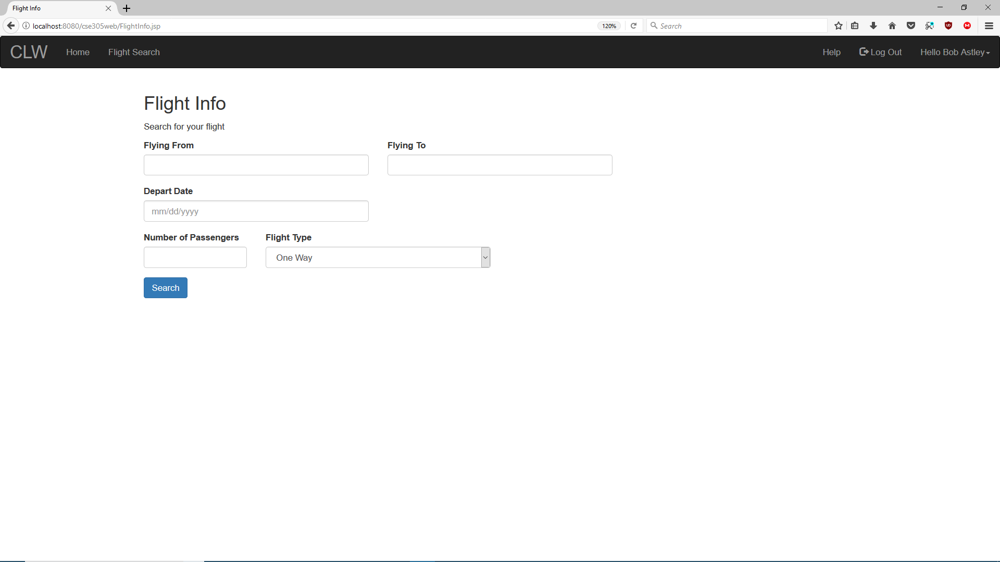 Flight Info
localhost:8080/cse305web/FlightInfo.jsp
120%
Search
CLW
Home
Flight Search
Help
Log Out
Hello Bob Astley
Flight Info
Search for your flight
Flying From
Flying To
Depart Date
mm/dd/yyyy
Number of Passengers
Flight Type
One Way
Search